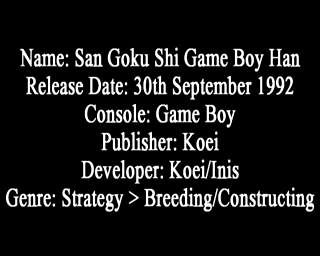 Name: San Goku Shi Game Boy Han
Release Date: 30th September 1992
Console: Game Boy
Publisher: Koei
Developer: Koei/Inis
Genre: Strategy > Breeding/Constructing